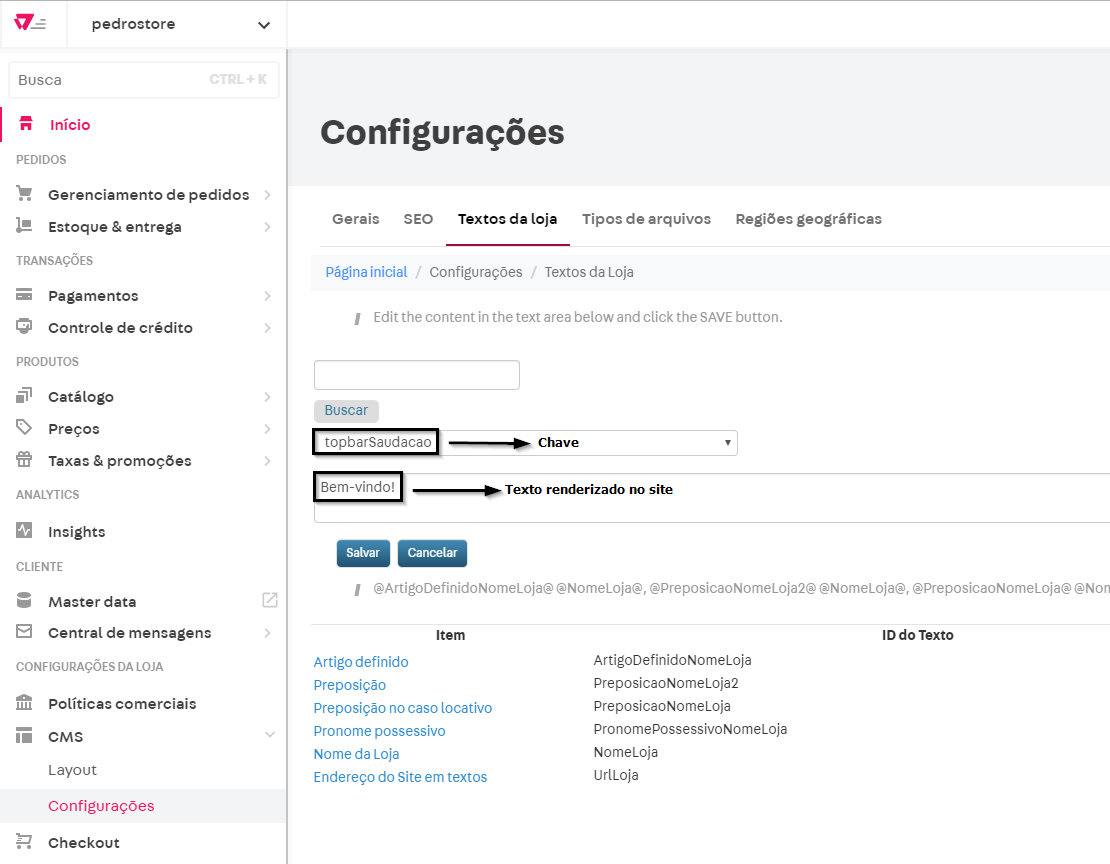 pedrostore
Busca CTRL + K
Início
PEDIDOS
Gerenciamento de pedidos
Estoque & entrega
TRANSAÇÕES
Pagamentos
Controle de crédito
PRODUTOS
Catálogo
Preços
Taxas & promoções
ANALYTICS
Insights
CLIENTE
Master data
Central de mensagens
CONFIGURAÇÕES DA LOJA
Políticas comerciais
CMS
Layout
Configurações
Checkout
Configurações
Gerais SEO Textos da loja Tipos de arquivos Regiões geográficas
Página inicial / Configurações / Textos da Loja
Edit the content in the text area below and click the SAVE button.
Buscar
topbarSaudacao Chave
Bem-vindo! Texto renderizado no site
Salvar Cancelar
@ArtigoDefinidoNomeLoja@ @NomeLoja@, @PreposicaoNomeLoja2@ @NomeLoja@, @PreposicaoNomeLoja@ @Nom
Item ID do Texto
Artigo definido ArtigoDefinidoNomeLoja
Preposição PreposicaoNomeLoja2
Preposição no caso locativo PreposicaoNomeLoja
Pronome possessivo PronomePossessivoNomeLoja
Nome da Loja NomeLoja
Endereço do Site em textos UrlLoja